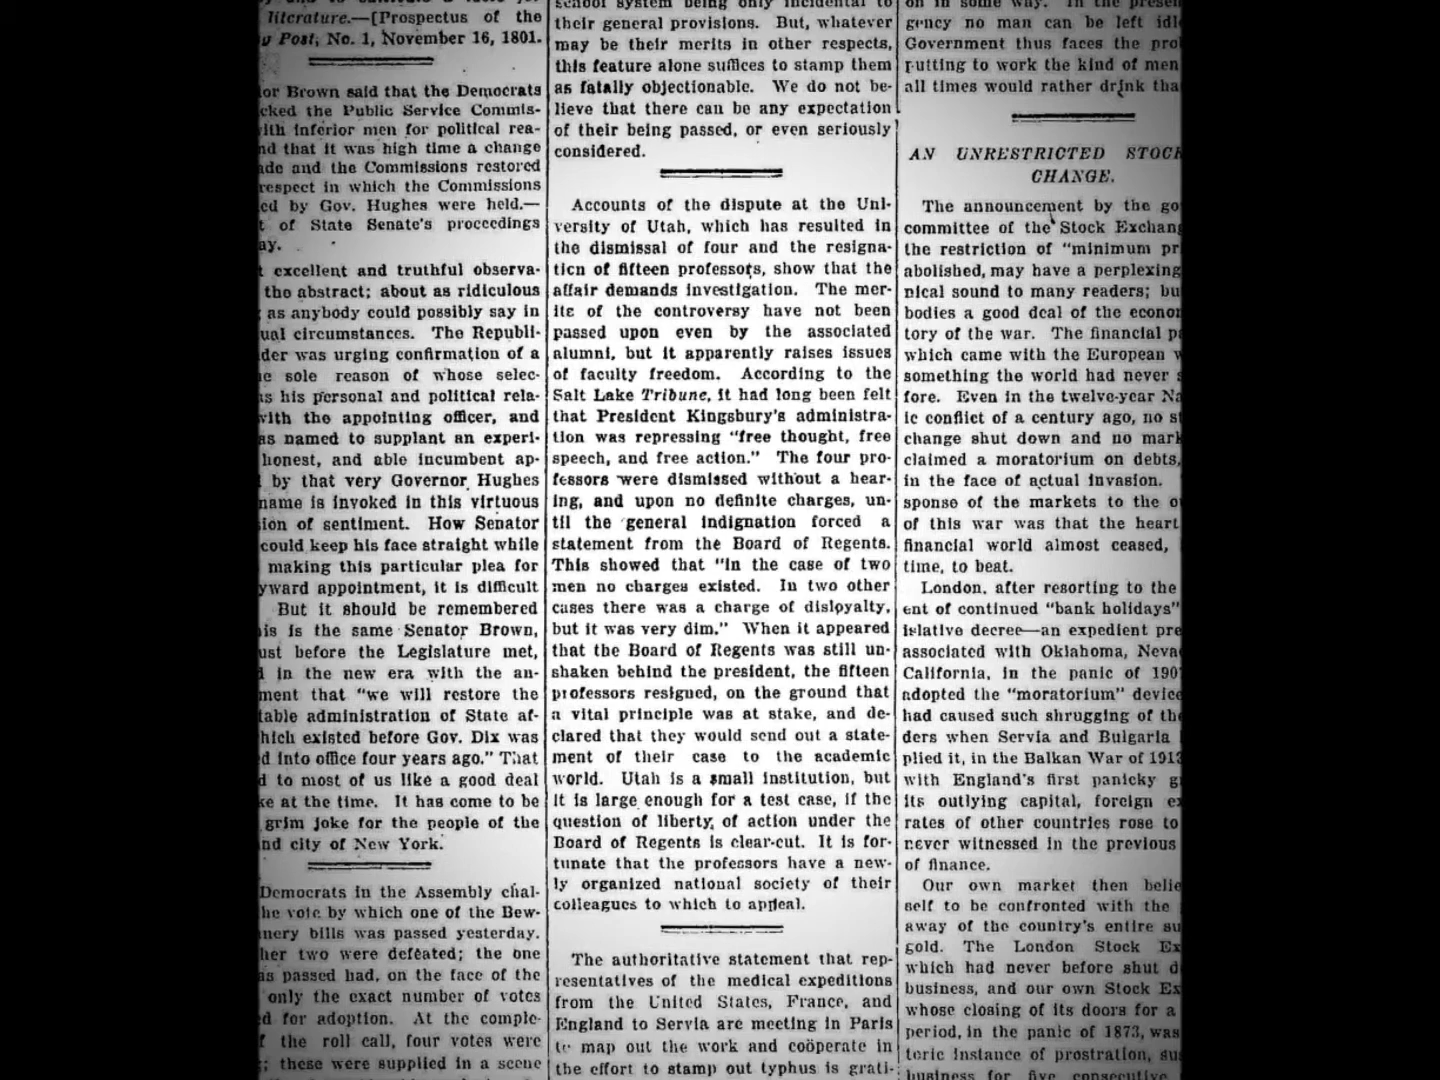 literature.—[Prospectus of the
Post, No. 1, November 16, 1801.
or Brown said that the Democrats
cked the Public Service Commis-
ith inferior men for political rea-
nd that it was high time a change
ade and the Commissions restored
respect in which the Commissions
ed by Gov. Hughes were held.—
t of State Senate's proceedings
ay.
t excellent and truthful observa-
the abstract; about as ridiculous
as anybody could possibly say in
ual circumstances. The Republi-
der was urging confirmation of a
e sole reason of whose selec-
as his personal and political rela-
with the appointing officer, and
as named to supplant an experi-
honest, and able incumbent ap-
by that very Governor Hughes
name is invoked in this virtuous
ion of sentiment. How Senator
could keep his face straight while
making this particular plea for
yward appointment, it is difficult
But it should be remembered
is is the same Senator Brown,
ust before the Legislature met,
d in the new era with the an-
ment that "we will restore the
table administration of State af-
hich existed before Gov. Dix was
d into office four years ago." That
d to most of us like a good deal
ke at the time. It has come to be
grim joke for the people of the
nd city of New York.
Democrats in the Assembly chal-
he vote by which one of the Bew-
nery bills was passed yesterday.
her two were defeated; the one
as passed had, on the face of the
only the exact number of votes
d for adoption. At the comple-
f the roll call, four votes were
; these were supplied in a scene
school system being only incidental to
their general provisions. But, whatever
may be their merits in other respects,
this feature alone suffices to stamp them
as fatally objectionable. We do not be-
lieve that there can be any expectation
of their being passed, or even seriously
considered.
Accounts of the dispute at the Uni-
versity of Utah, which has resulted in
the dismissal of four and the resigna-
tion of fifteen professors, show that the
affair demands investigation. The mer-
its of the controversy have not been
passed upon even by the associated
alumni, but it apparently raises issues
of faculty freedom. According to the
Salt Lake Tribune, it had long been felt
that President Kingsbury's administra-
tion was repressing "free thought, free
speech, and free action." The four pro-
fessors were dismissed without a hear-
ing, and upon no definite charges, un-
til the general indignation forced a
statement from the Board of Regents.
This showed that "in the case of two
men no charges existed. In two other
cases there was a charge of disloyalty,
but it was very dim." When it appeared
that the Board of Regents was still un-
shaken behind the president, the fifteen
professors resigned, on the ground that
a vital principle was at stake, and de-
clared that they would send out a state-
ment of their case to the academic
world. Utah is a small institution, but
it is large enough for a test case, if the
question of liberty of action under the
Board of Regents is clear-cut. It is for-
tunate that the professors have a new-
ly organized national society of their
colleagues to which to appeal.
The authoritative statement that rep-
resentatives of the medical expeditions
from the United States, France, and
England to Servia are meeting in Paris
to map out the work and coöperate in
the effort to stamp out typhus is grati-
on in some way. In the presen
gency no man can be left idl
Government thus faces the pro
putting to work the kind of men
all times would rather drink tha
AN UNRESTRICTED STOCK
CHANGE.
The announcement by the go
committee of the Stock Exchang
the restriction of "minimum pr
abolished, may have a perplexing
nical sound to many readers; bu
bodies a good deal of the econo
tory of the war. The financial p
which came with the European w
something the world had never s
fore. Even in the twelve-year Na
ic conflict of a century ago, no st
change shut down and no mark
claimed a moratorium on debts,
in the face of actual invasion.
sponse of the markets to the o
of this war was that the heart
financial world almost ceased,
time, to beat.
London, after resorting to the
ent of continued "bank holidays"
islative decree—an expedient pre
associated with Oklahoma, Neva
California, in the panic of 190
adopted the "moratorium" device
had caused such shrugging of the
ders when Servia and Bulgaria
plied it, in the Balkan War of 1912
with England's first panicky g
its outlying capital, foreign e
rates of other countries rose to
never witnessed in the previous
of finance.
Our own market then belie
self to be confronted with the
away of the country's entire su
gold. The London Stock Ex
which had never before shut d
business, and our own Stock Ex
whose closing of its doors for a
period, in the panic of 1873, was
toric instance of prostration, su
business for five consecutive